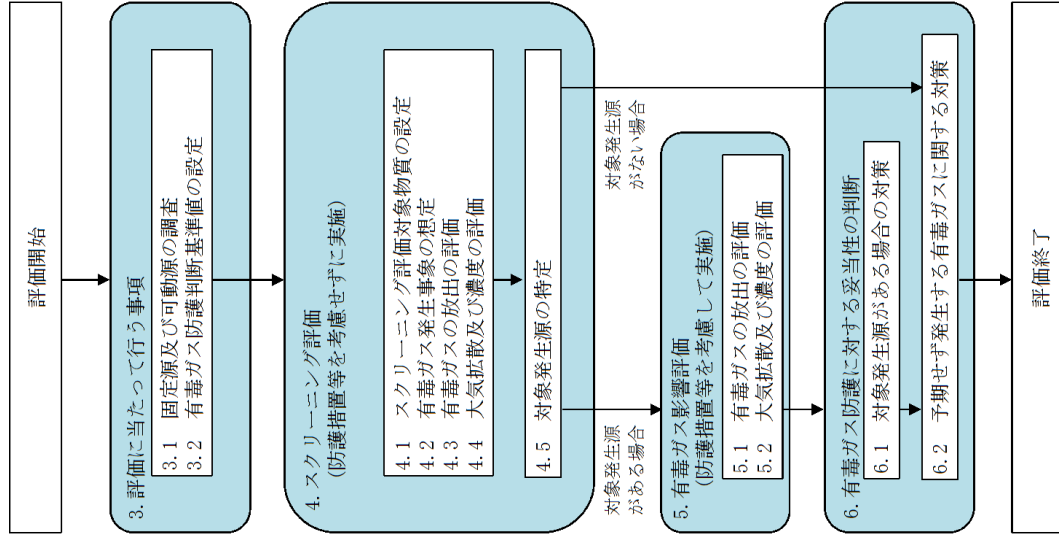 評価開始
3. 評価に当たって行う事項
3.1 固定源及び可動源の調査
3.2 有毒ガス防護判断基準値の設定
4. スクリーニング評価
(防護措置等を考慮せずに実施)
4.1 スクリーニング評価対象物質の設定
4.2 有毒ガス発生事象の想定
4.3 有毒ガスの放出の評価
4.4 大気拡散及び濃度の評価
4.5 対象発生源の特定
対象発生源
がある場合
対象発生源
がない場合
5. 有毒ガス影響評価
(防護措置等を考慮して実施)
5.1 有毒ガスの放出の評価
5.2 大気拡散及び濃度の評価
6. 有毒ガス防護に対する妥当性の判断
6.1 対象発生源がある場合の対策
6.2 予期せず発生する有毒ガスに関する対策
評価終了